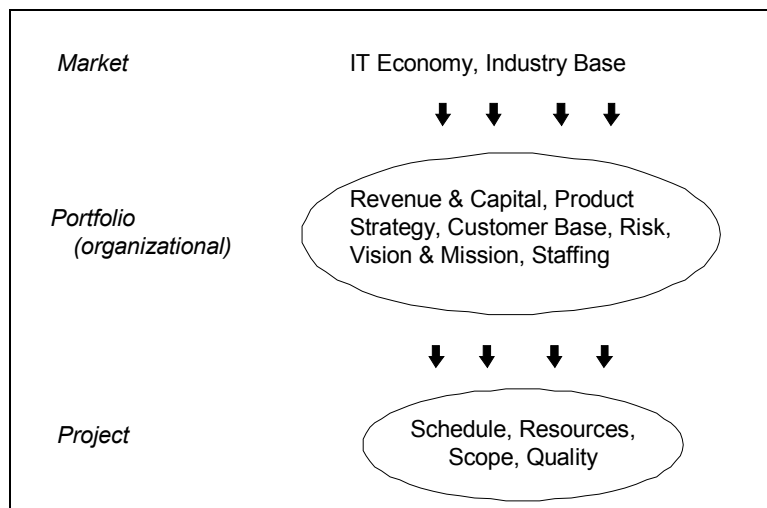 Market
IT Economy, Industry Base
Portfolio
(organizational)
Revenue & Capital, Product
Strategy, Customer Base, Risk,
Vision & Mission, Staffing
Project
Schedule, Resources,
Scope, Quality